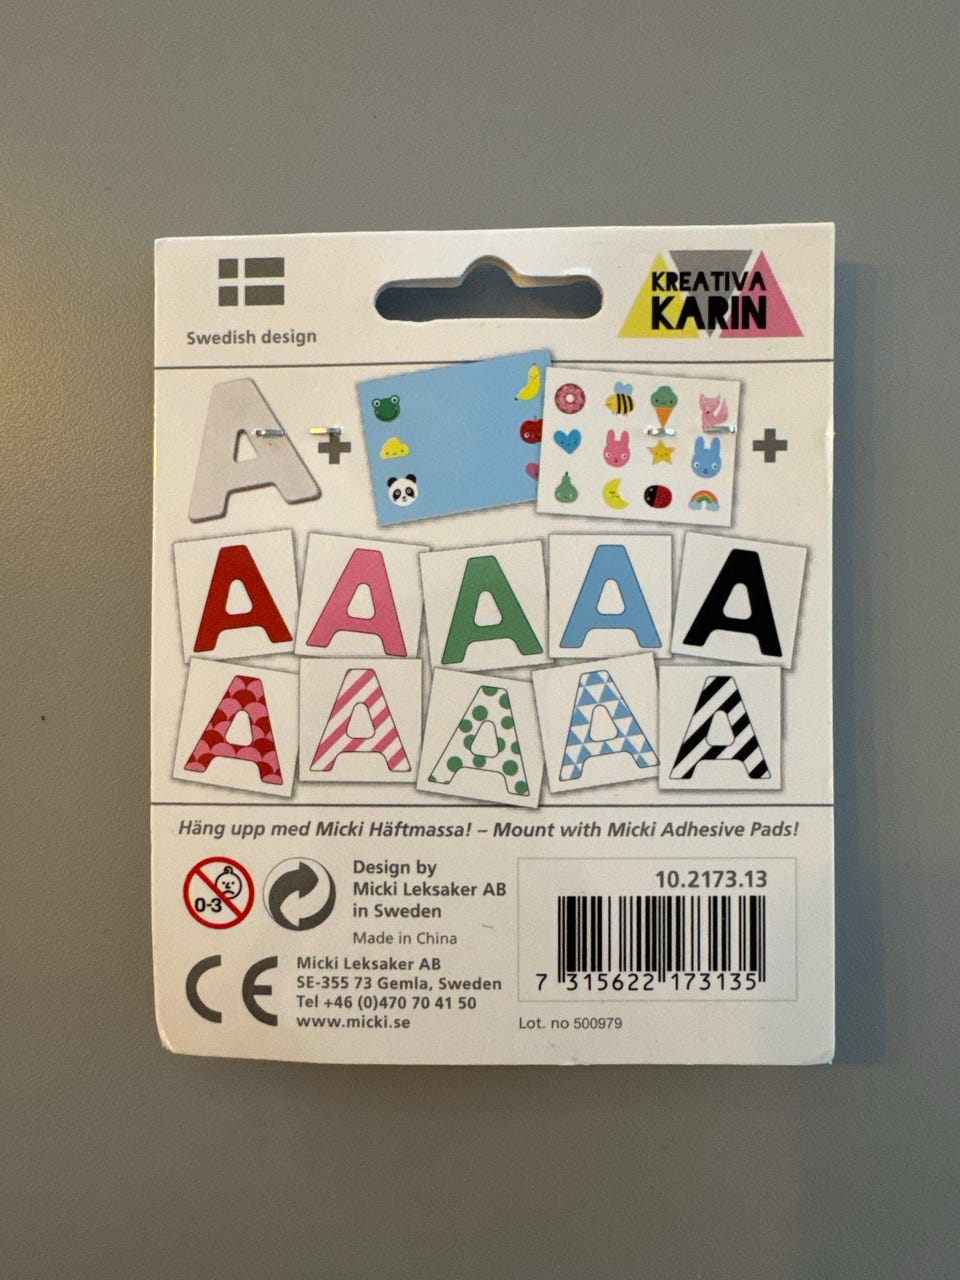 Swedish design
KREATIVA
KARIN
A
+
+
A
A
A
A
A
A
A
A
A
A
Häng upp med Micki Häftmassa! – Mount with Micki Adhesive Pads!
0-3
Design by
Micki Leksaker AB
in Sweden
Made in China
CE
Micki Leksaker AB
SE-355 73 Gemla, Sweden
Tel +46 (0)470 70 41 50
www.micki.se
10.2173.13
7 315622 173135
Lot. no 500979